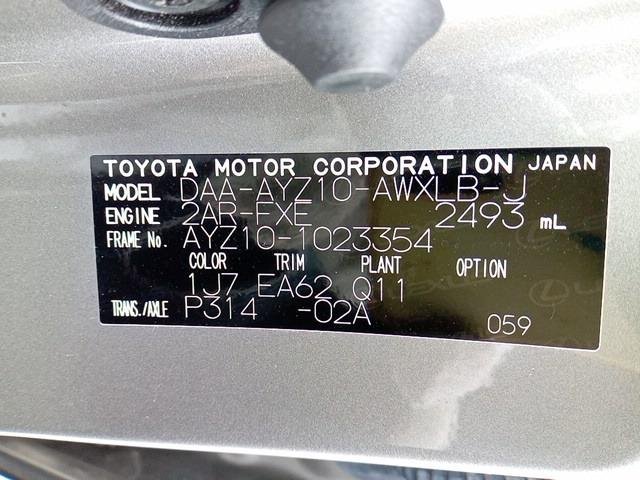 TOYOTA MOTOR CORPORATION JAPAN
MODEL DAA-AYZ10-AWXLB-J
ENGINE 2AR-FXE 2493 mL
FRAME No. AYZ10-1023354
COLOR TRIM PLANT OPTION
1J7 EA62 Q11
TRANS./AXLE P314 -02A
059